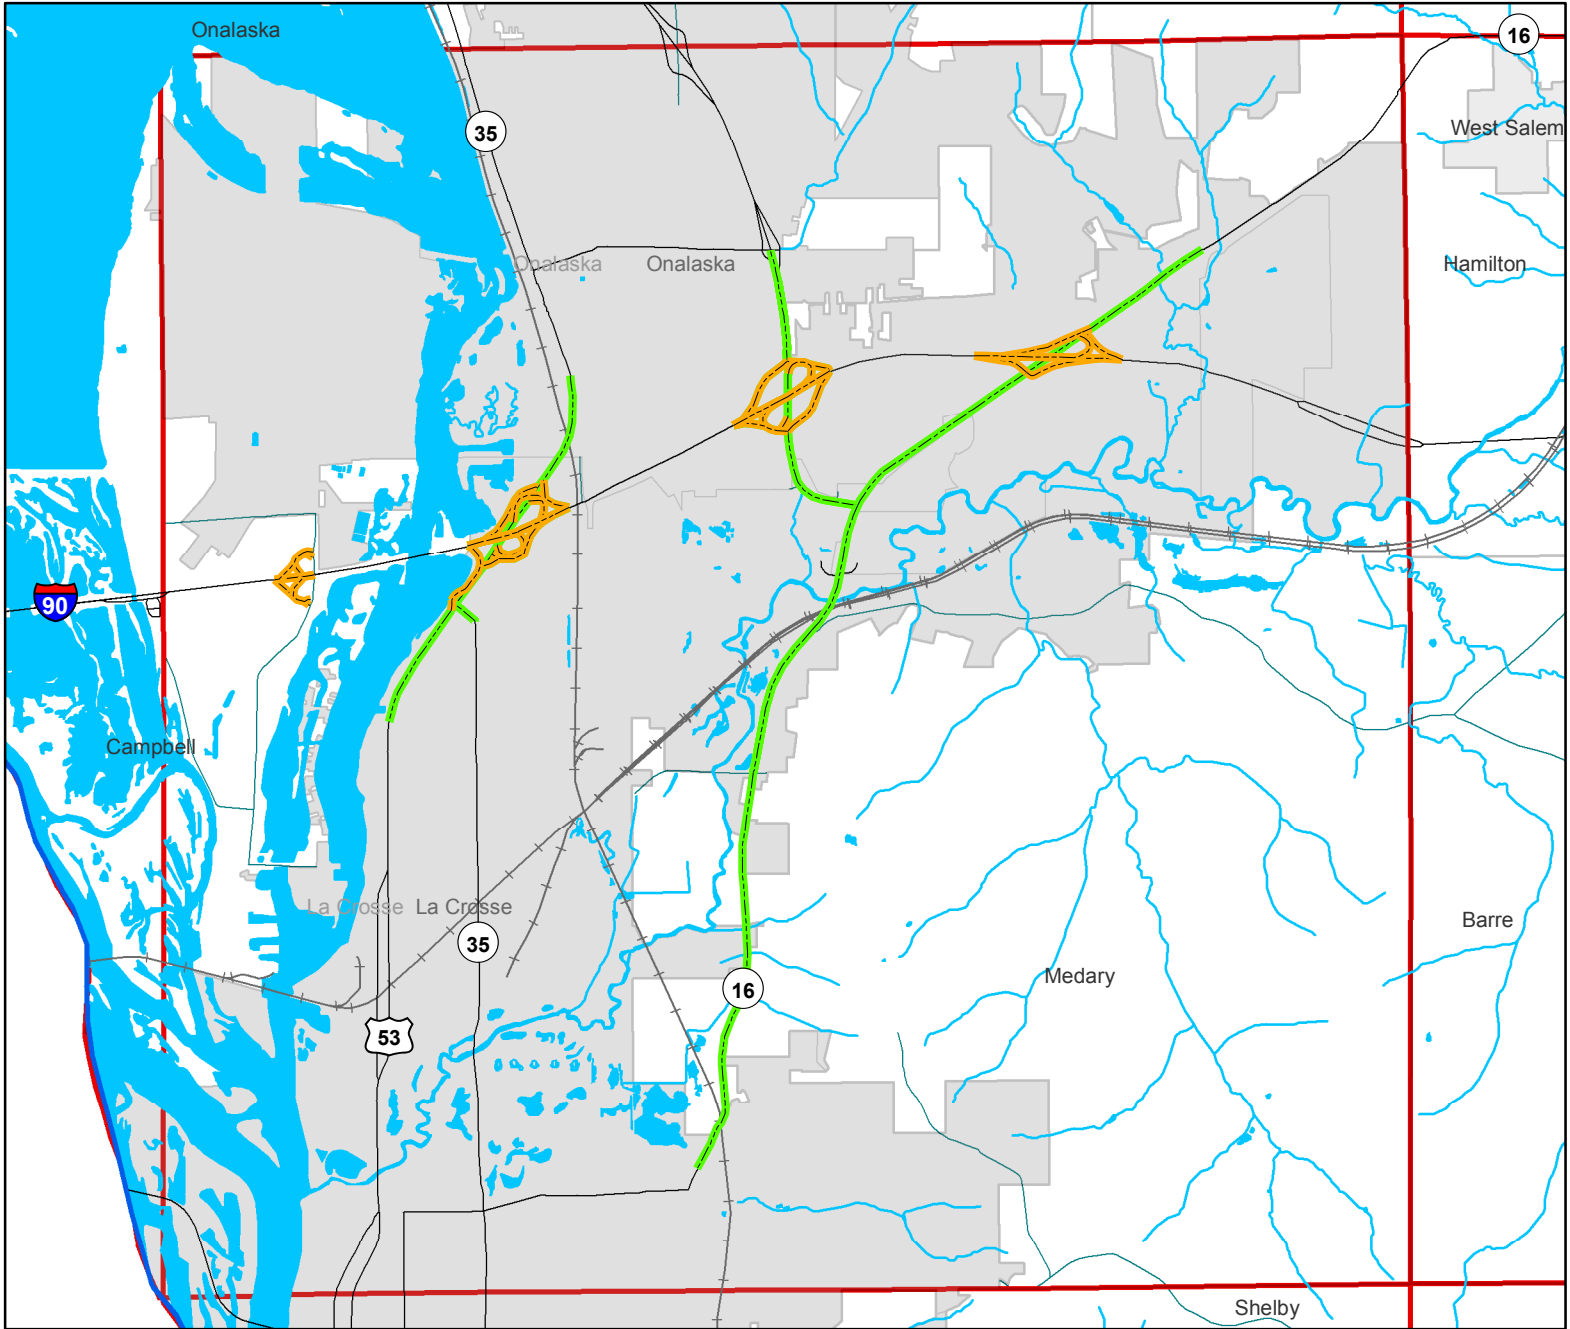 Onalaska
16
35
West Salem
Onalaska
Onalaska
Hamilton
90
Campbell
La Crosse
La Crosse
Barre
35
Medary
16
53
Shelby